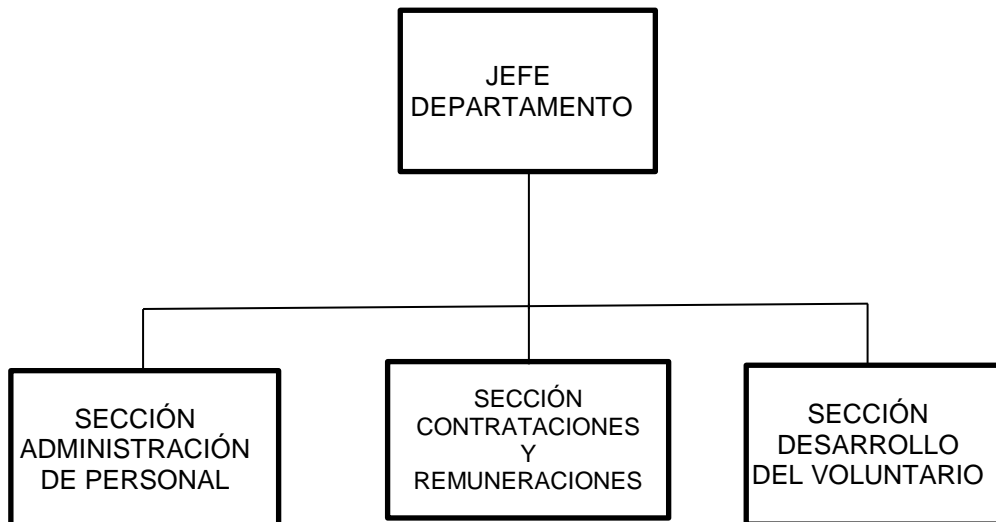 JEFE
DEPARTAMENTO
SECCIÓN
ADMINISTRACIÓN
DE PERSONAL
SECCIÓN
CONTRATACIONES
Y
REMUNERACIONES
SECCIÓN
DESARROLLO
DEL VOLUNTARIO